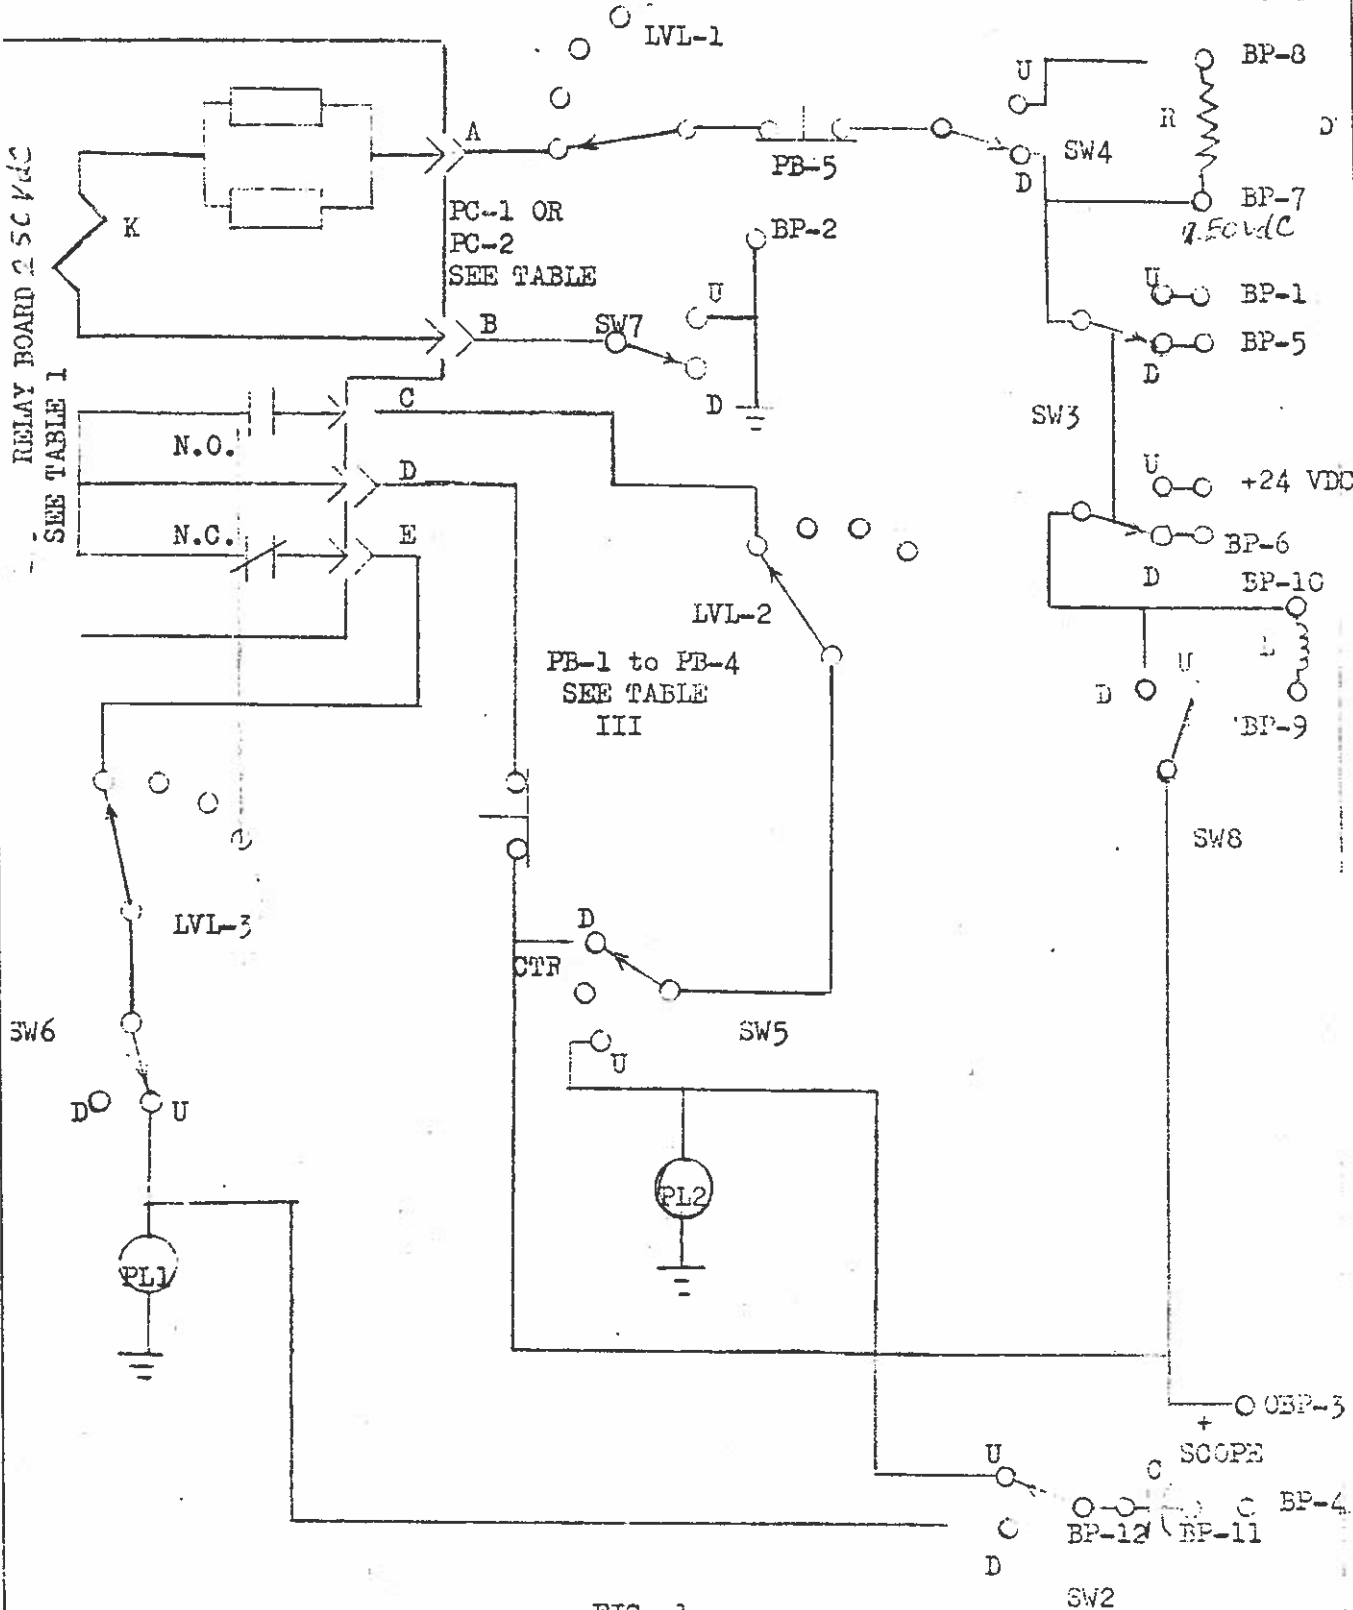 LVL-1
U
BP-8
R
A
PB-5
SW4
D
D
BP-7
K
PC-1 OR
PC-2
SEE TABLE
BP-2
RELAY BOARD 250 Vdc
SEE TABLE 1
U
BP-1
B
SW7
U
D
BP-5
D
C
SW3
N.O.
D
U
+24 VDC
N.C.
E
BP-6
D
BP-10
LVL-2
PB-1 to PB-4
SEE TABLE
III
U
D
BP-9
SW8
LVL-3
D
CTR
SW6
SW5
U
D
U
PL2
PL1
OBP-3
+
SCOPE
U
C
BP-4
BP-12
BP-11
D
SW2